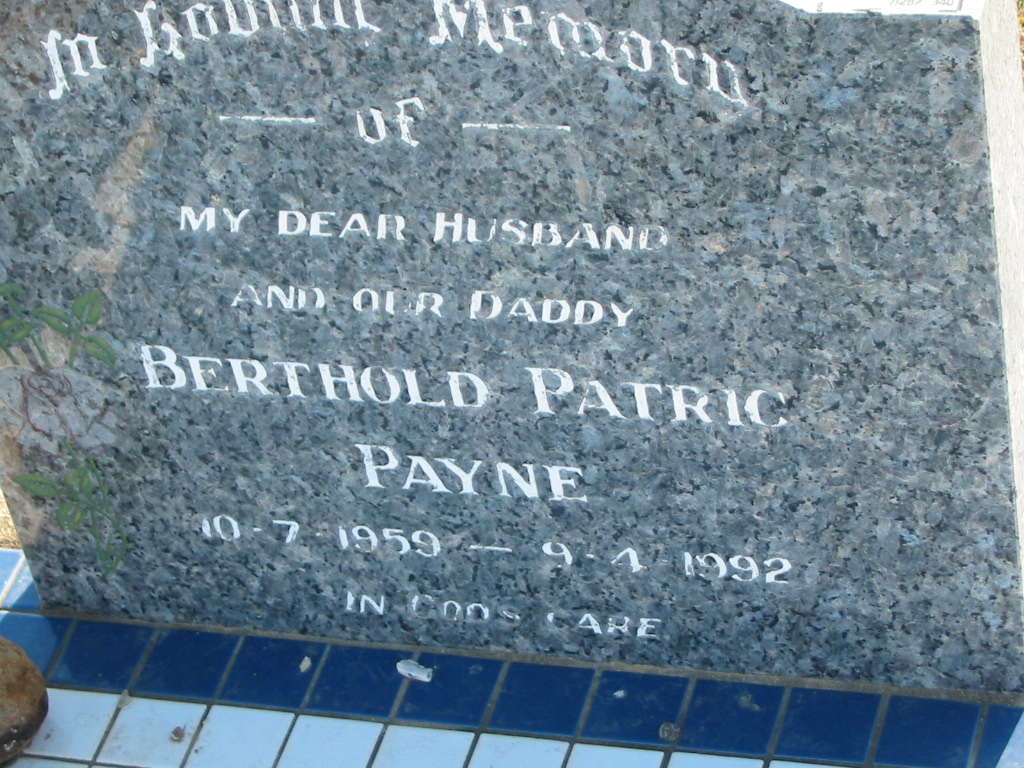 In Loving Memory
OF
MY DEAR HUSBAND
AND OUR DADDY
BERTHOLD PATRIC
PAYNE
10-7-1959 — 9-4-1992
IN GODS CARE